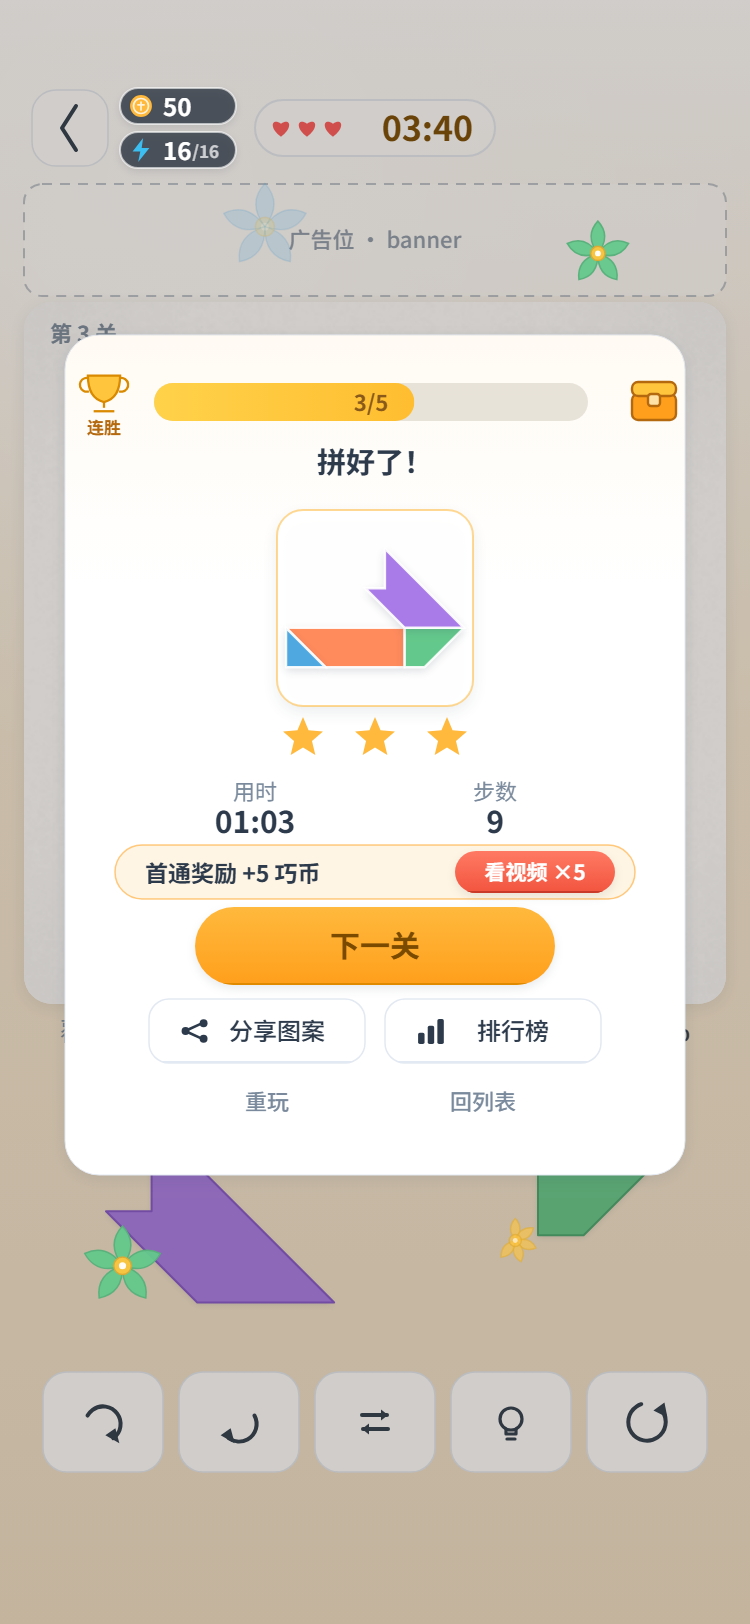 50
16/16
03:40
广告位 · banner
第 3 关
3/5
连胜
拼好了!
用时
步数
01:03
9
首通奖励 +5 巧币
看视频 ×5
下一关
分享图案
排行榜
重玩
回列表